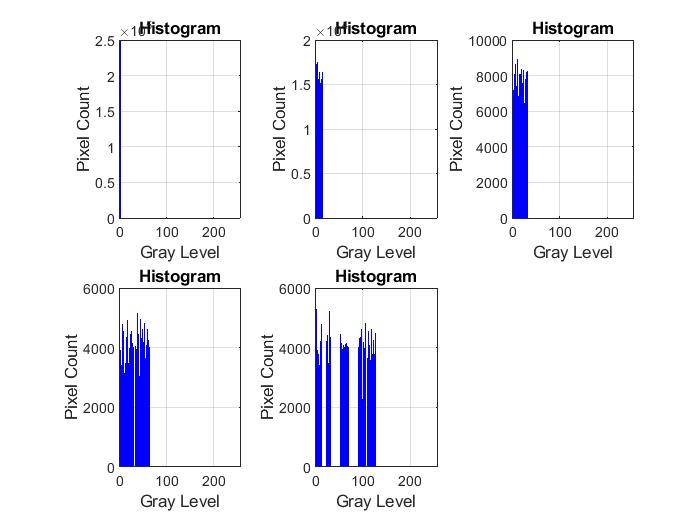 Histogram Histogram Histogram
2.5 2 10000
2 1.5 8000
1.5 1 6000
1 0.5 4000
0.5 0 2000
0 0
Pixel Count Pixel Count Pixel Count
0 100 200 0 100 200 0 100 200
Gray Level Gray Level Gray Level
Histogram Histogram
6000 6000
4000 4000
2000 2000
0 0
Pixel Count Pixel Count
0 100 200 0 100 200
Gray Level Gray Level